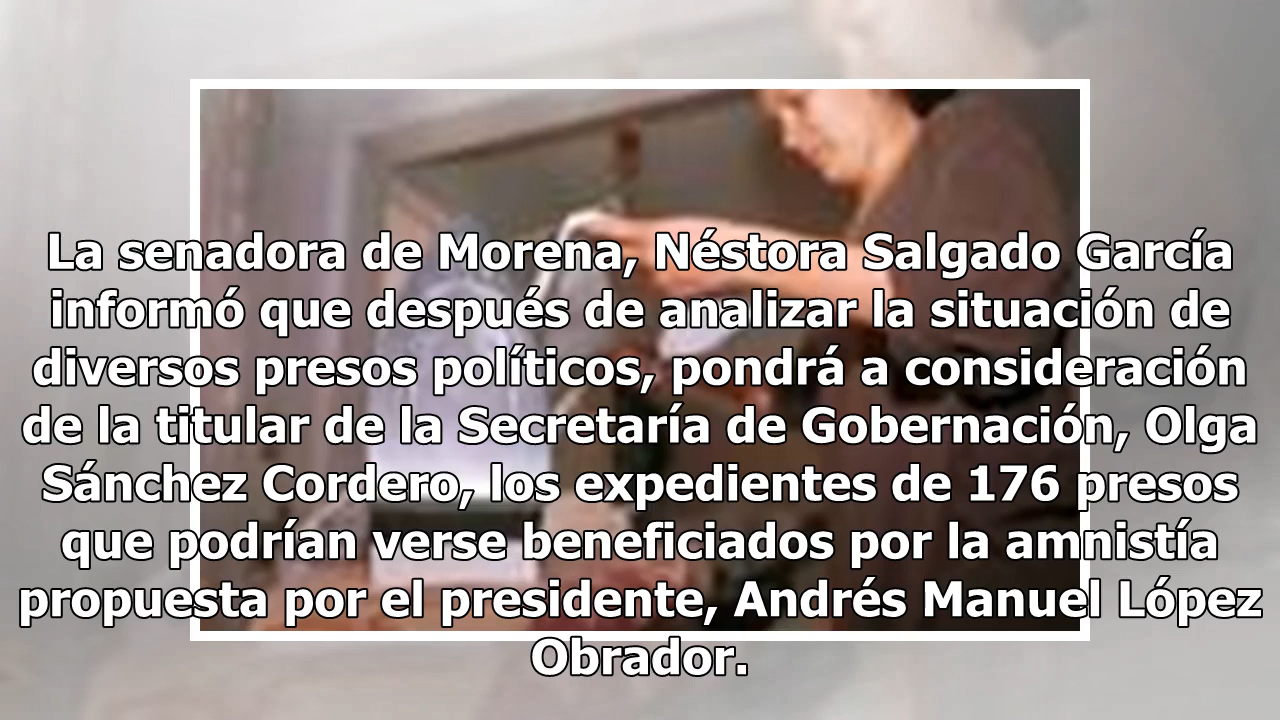 La senadora de Morena, Néstora Salgado García
informó que después de analizar la situación de
diversos presos políticos, pondrá a consideración
de la titular de la Secretaría de Gobernación, Olga
Sánchez Cordero, los expedientes de 176 presos
que podrían verse beneficiados por la amnistía
propuesta por el presidente, Andrés Manuel López
Obrador.